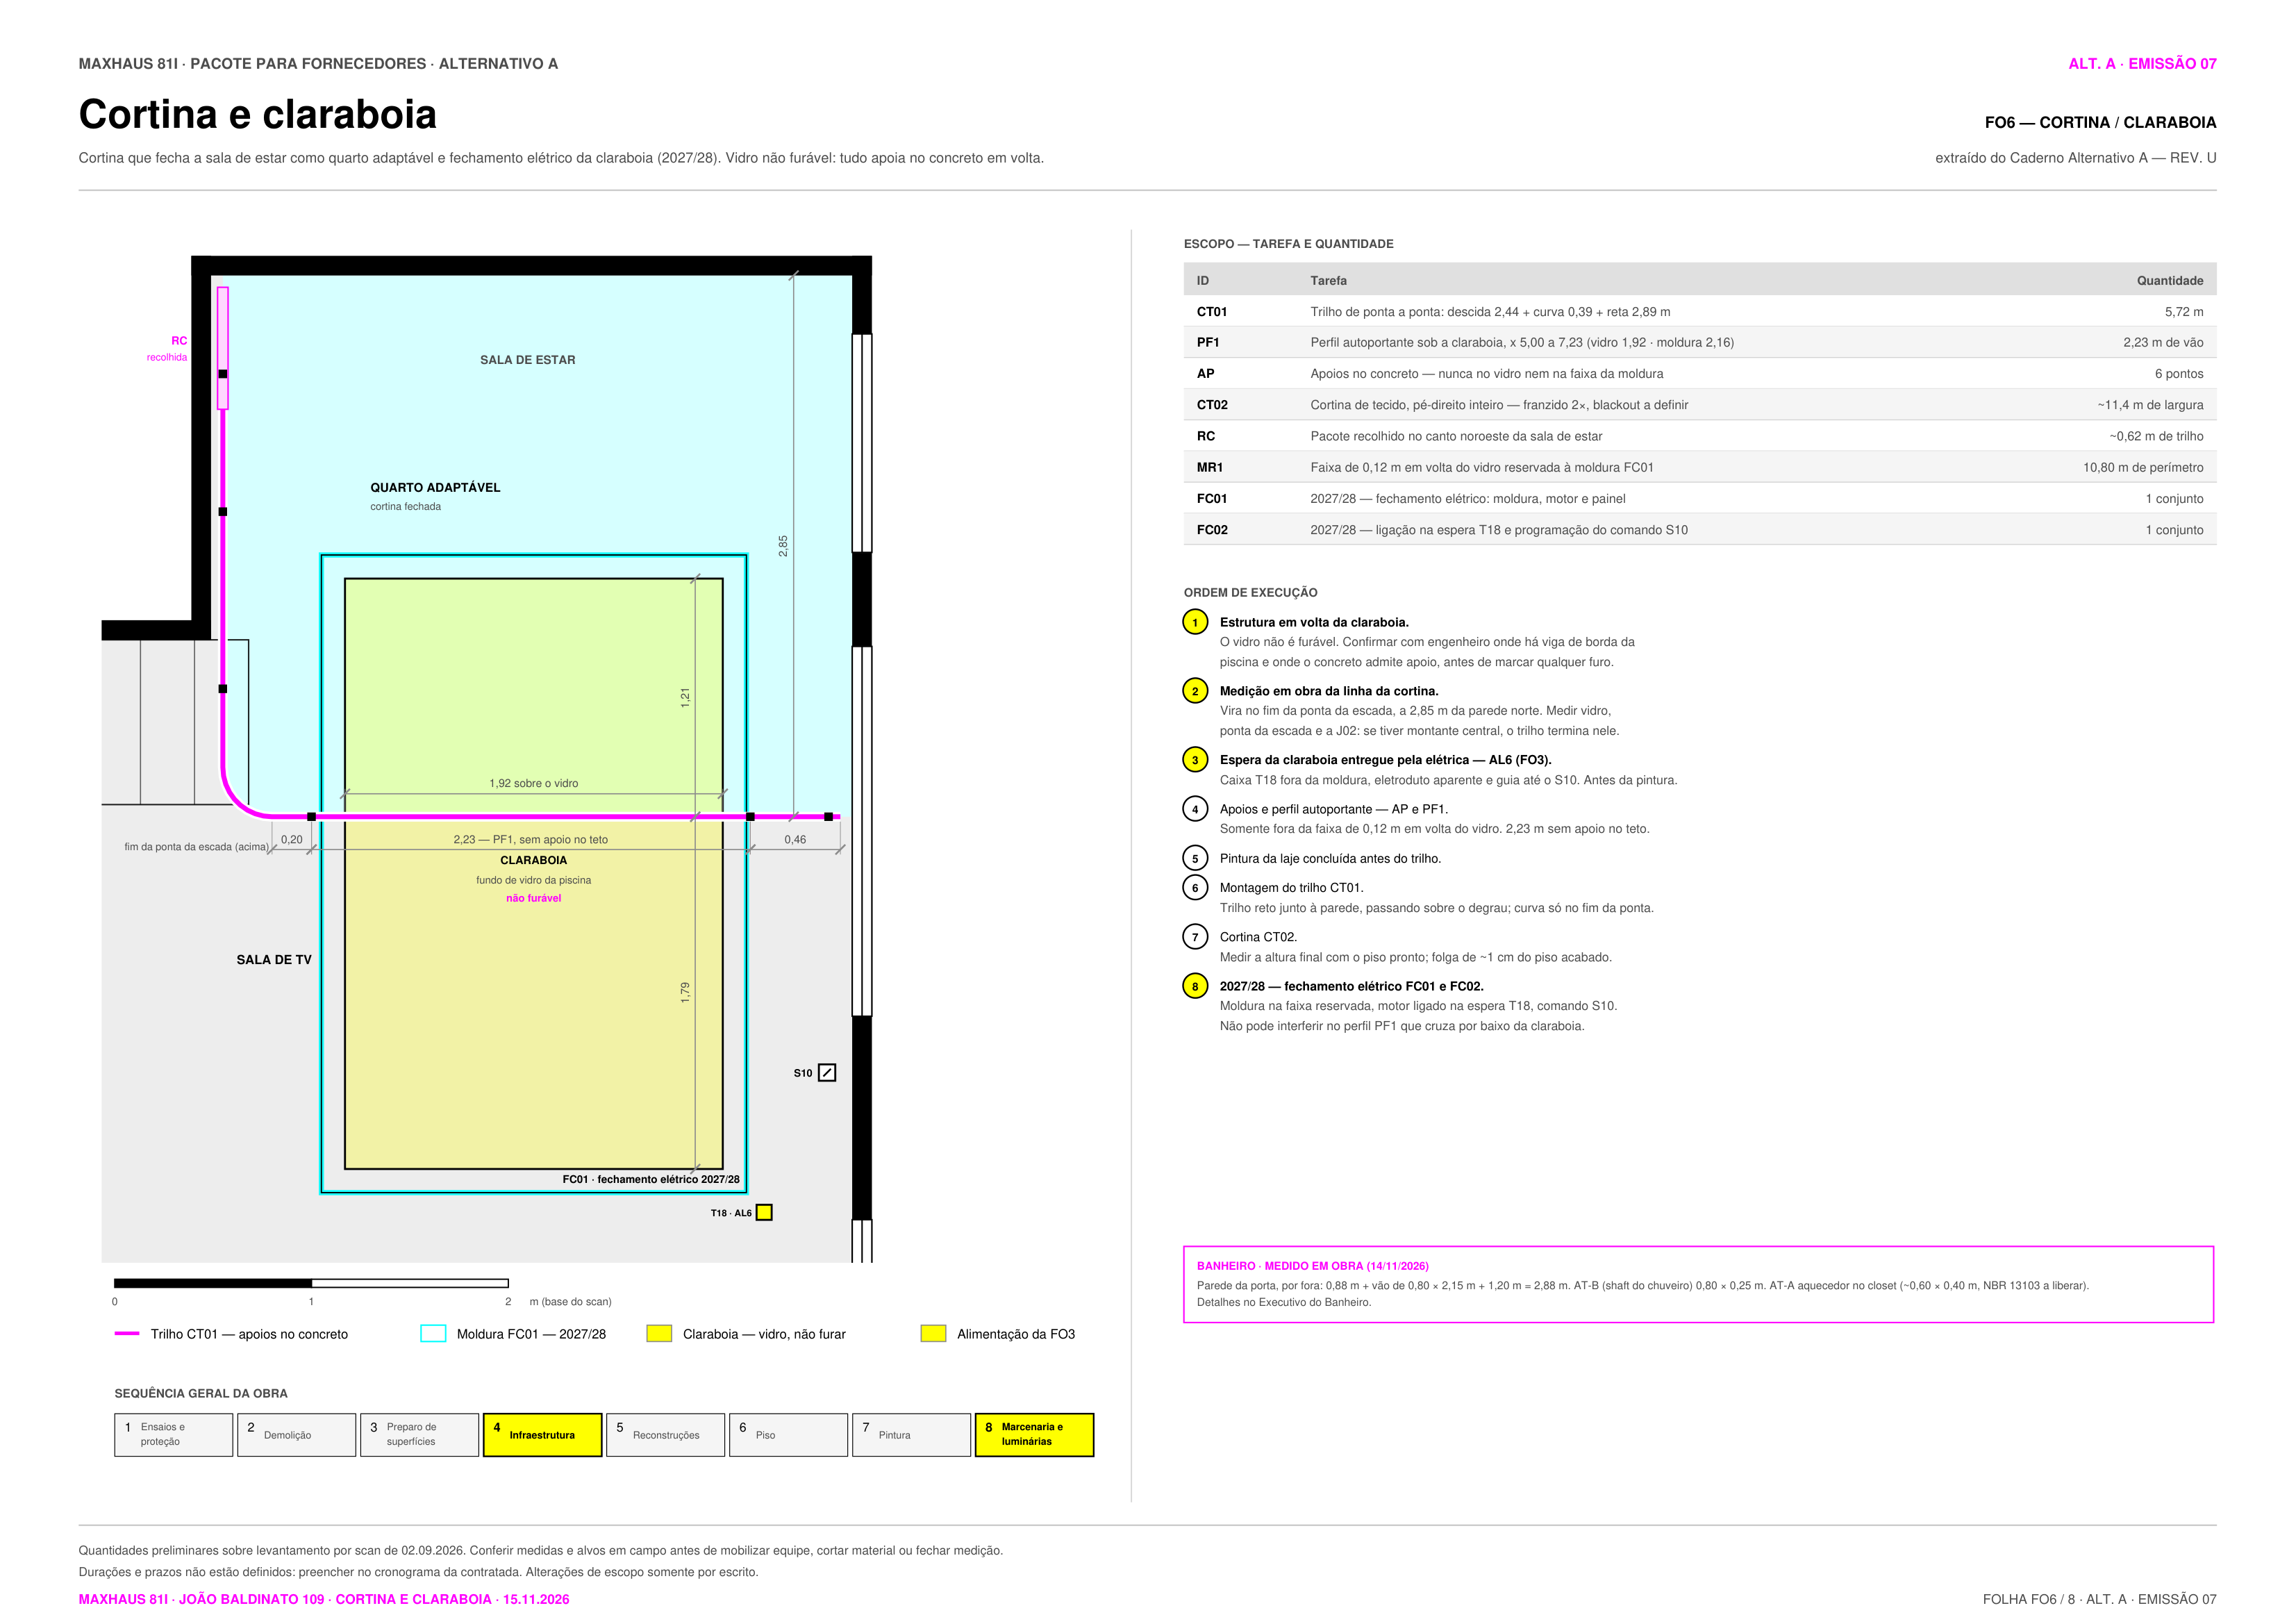 MAXHAUS 81I · PACOTE PARA FORNECEDORES · ALTERNATIVO A
ALT. A · EMISSÃO 07
Cortina e claraboia
FO6 — CORTINA / CLARABOIA
Cortina que fecha a sala de estar como quarto adaptável e fechamento elétrico da claraboia (2027/28). Vidro não furável: tudo apoia no concreto em volta.
extraído do Caderno Alternativo A — REV. U
RC
recolhida
SALA DE ESTAR
QUARTO ADAPTÁVEL
cortina fechada
2,85
1,21
1,92 sobre o vidro
fim da ponta da escada (acima)
0,20
2,23 — PF1, sem apoio no teto
0,46
CLARABOIA
fundo de vidro da piscina
não furável
SALA DE TV
1,79
S10
FC01 · fechamento elétrico 2027/28
T18 · AL6
0
1
2
m (base do scan)
Trilho CT01 — apoios no concreto
Moldura FC01 — 2027/28
Claraboia — vidro, não furar
Alimentação da FO3
SEQUÊNCIA GERAL DA OBRA
1 Ensaios e
proteção
2 Demolição
3 Preparo de
superfícies
4 Infraestrutura
5 Reconstruções
6 Piso
7 Pintura
8 Marcenaria e
luminárias
ESCOPO — TAREFA E QUANTIDADE
ID Tarefa Quantidade
CT01 Trilho de ponta a ponta: descida 2,44 + curva 0,39 + reta 2,89 m 5,72 m
PF1 Perfil autoportante sob a claraboia, x 5,00 a 7,23 (vidro 1,92 · moldura 2,16) 2,23 m de vão
AP Apoios no concreto — nunca no vidro nem na faixa da moldura 6 pontos
CT02 Cortina de tecido, pé-direito inteiro — franzido 2×, blackout a definir ~11,4 m de largura
RC Pacote recolhido no canto noroeste da sala de estar ~0,62 m de trilho
MR1 Faixa de 0,12 m em volta do vidro reservada à moldura FC01 10,80 m de perímetro
FC01 2027/28 — fechamento elétrico: moldura, motor e painel 1 conjunto
FC02 2027/28 — ligação na espera T18 e programação do comando S10 1 conjunto
ORDEM DE EXECUÇÃO
1 Estrutura em volta da claraboia.
O vidro não é furável. Confirmar com engenheiro onde há viga de borda da
piscina e onde o concreto admite apoio, antes de marcar qualquer furo.
2 Medição em obra da linha da cortina.
Vira no fim da ponta da escada, a 2,85 m da parede norte. Medir vidro,
ponta da escada e a J02: se tiver montante central, o trilho termina nele.
3 Espera da claraboia entregue pela elétrica — AL6 (FO3).
Caixa T18 fora da moldura, eletroduto aparente e guia até o S10. Antes da pintura.
4 Apoios e perfil autoportante — AP e PF1.
Somente fora da faixa de 0,12 m em volta do vidro. 2,23 m sem apoio no teto.
5 Pintura da laje concluída antes do trilho.
6 Montagem do trilho CT01.
Trilho reto junto à parede, passando sobre o degrau; curva só no fim da ponta.
7 Cortina CT02.
Medir a altura final com o piso pronto; folga de ~1 cm do piso acabado.
8 2027/28 — fechamento elétrico FC01 e FC02.
Moldura na faixa reservada, motor ligado na espera T18, comando S10.
Não pode interferir no perfil PF1 que cruza por baixo da claraboia.
BANHEIRO · MEDIDO EM OBRA (14/11/2026)
Parede da porta, por fora: 0,88 m + vão de 0,80 × 2,15 m + 1,20 m = 2,88 m. AT-B (shaft do chuveiro) 0,80 × 0,25 m. AT-A aquecedor no closet (~0,60 × 0,40 m, NBR 13103 a liberar).
Detalhes no Executivo do Banheiro.
Quantidades preliminares sobre levantamento por scan de 02.09.2026. Conferir medidas e alvos em campo antes de mobilizar equipe, cortar material ou fechar medição.
Durações e prazos não estão definidos: preencher no cronograma da contratada. Alterações de escopo somente por escrito.
MAXHAUS 81I · JOÃO BALDINATO 109 · CORTINA E CLARABOIA · 15.11.2026
FOLHA FO6 / 8 · ALT. A · EMISSÃO 07